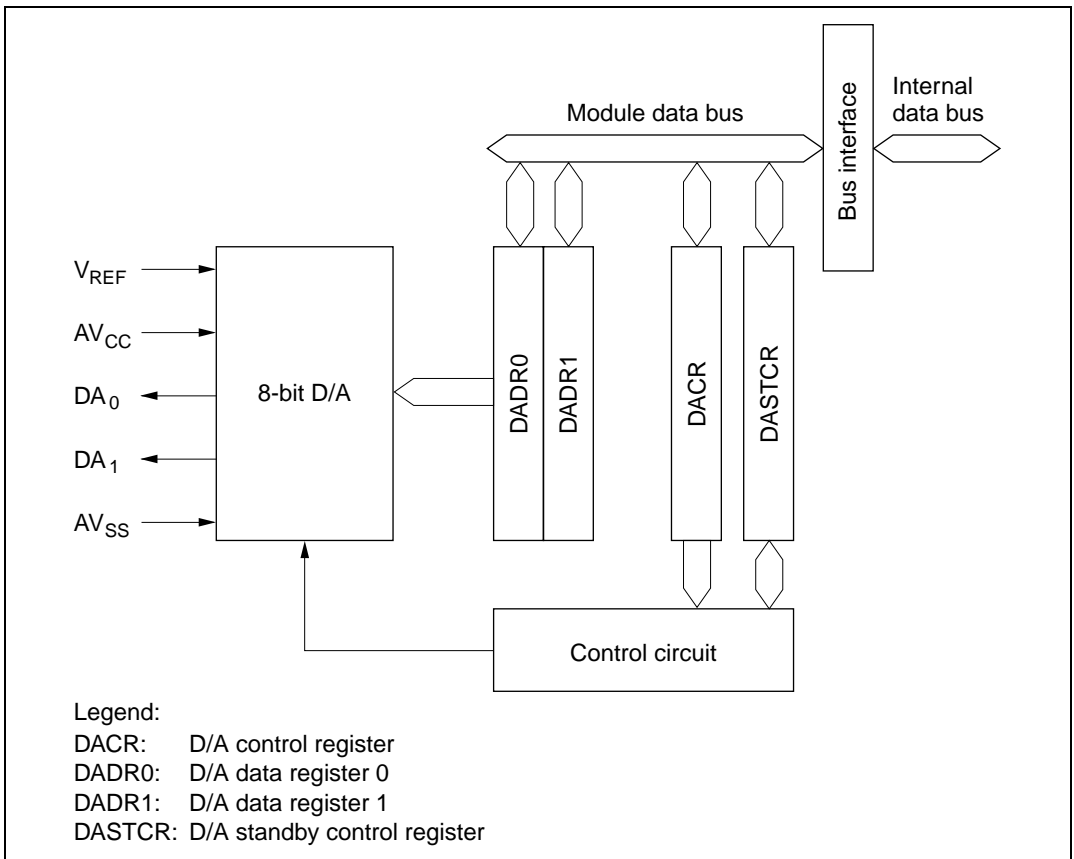 Module data bus
Bus interface
Internal
data bus
VREF
AVCC
DA0
DA1
AVSS
8-bit D/A
DADR0
DADR1
DACR
DASTCR
Control circuit
Legend:
DACR: D/A control register
DADR0: D/A data register 0
DADR1: D/A data register 1
DASTCR: D/A standby control register